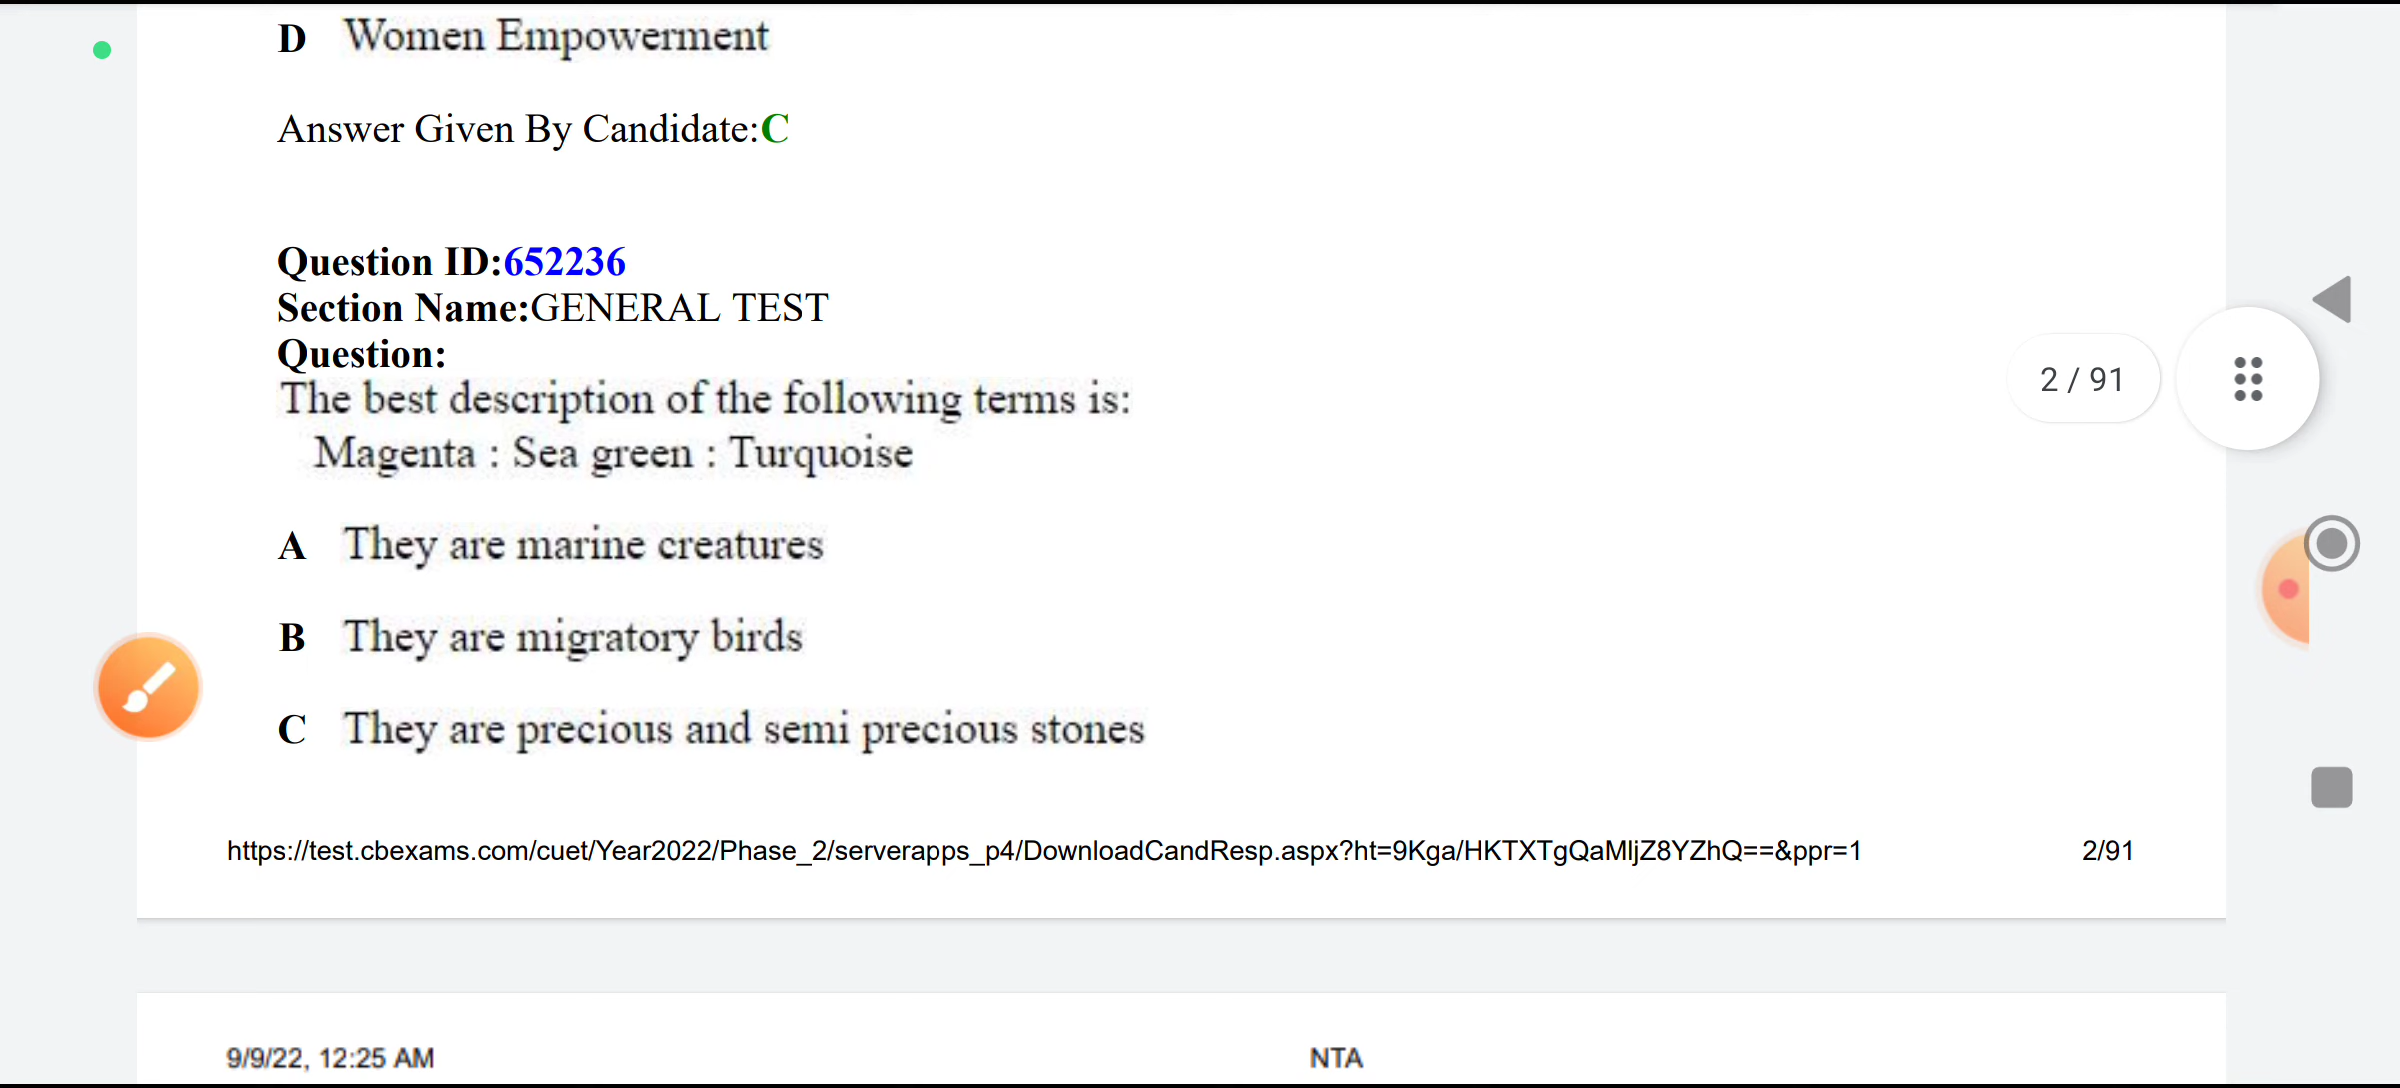 D Women Empowerment
Answer Given By Candidate:C
Question ID:652236
Section Name:GENERAL TEST
Question:
The best description of the following terms is:
Magenta : Sea green : Turquoise
2 / 91
A They are marine creatures
B They are migratory birds
C They are precious and semi precious stones
https://test.cbexams.com/cuet/Year2022/Phase_2/serverapps_p4/DownloadCandResp.aspx?ht=9Kga/HKTXTgQaMljZ8YZhQ==&ppr=1 2/91
9/9/22, 12:25 AM NTA